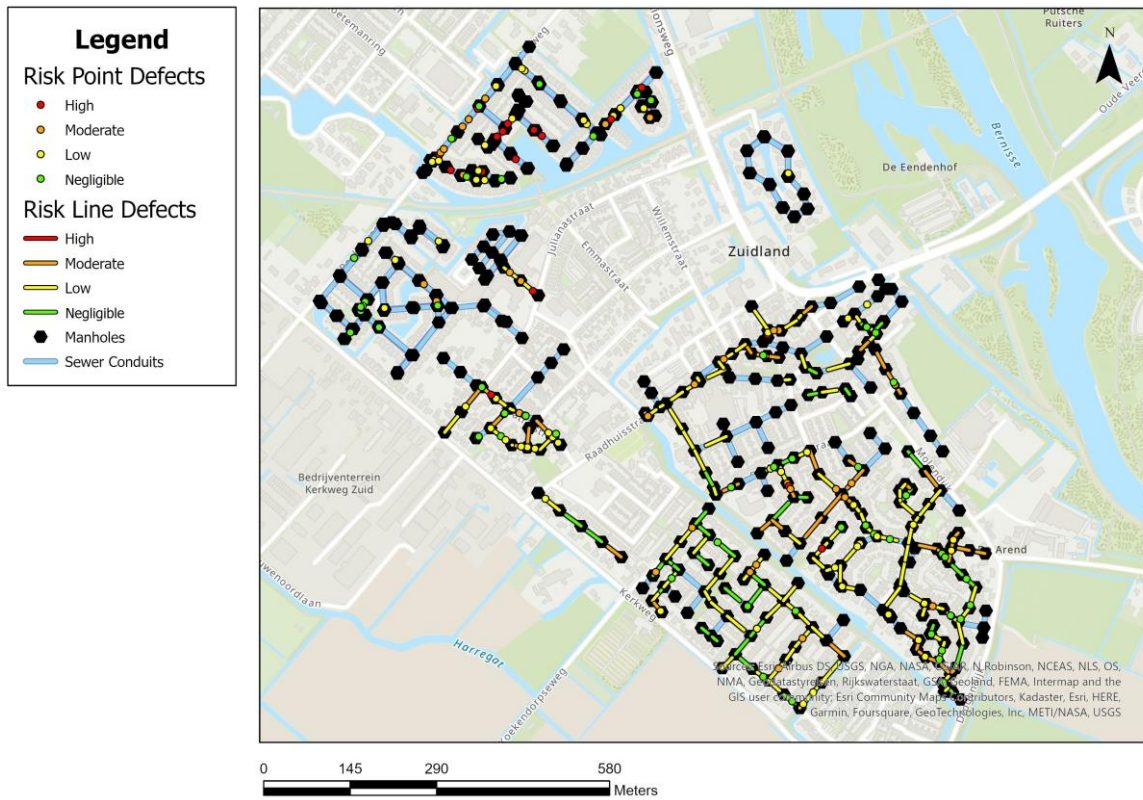 Legend
Risk Point Defects
High
Moderate
Low
Negligible
Risk Line Defects
High
Moderate
Low
Negligible
Manholes
Sewer Conduits
Putsche
Ruiters
N
Oude Veer
Bernisse
De Eendenhof
Zuidland
Julianastraat
Willemstraat
Emmastraat
Raadhuisstra
Molendijk
Bedrijventerrein
Kerkweg Zuid
Arend
Kerkweg
uwenoordlaan
Harregat
Sources: Esri, Airbus DS, USGS, NGA, NASA, CGIAR, N Robinson, NCEAS, NLS, OS,
NMA, Geodatastyrelsen, Rijkswaterstaat, GSA, Geoland, FEMA, Intermap and the
GIS user community; Esri Community Maps Contributors, Kadaster, Esri, HERE,
Garmin, Foursquare, GeoTechnologies, Inc, METI/NASA, USGS
0 145 290 580
Meters